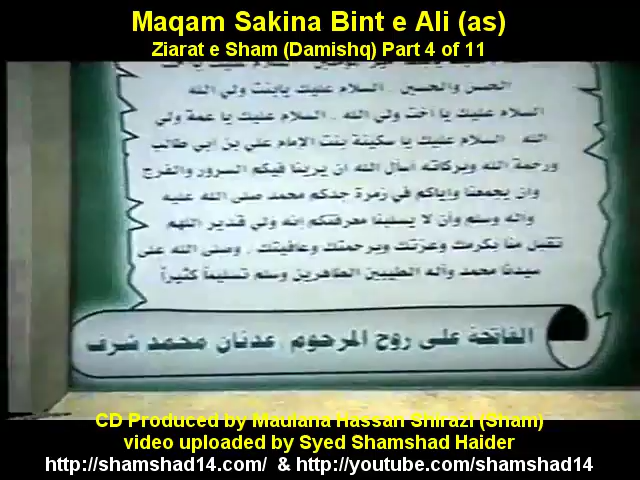 Maqam Sakina Bint e Ali (as)
Ziarat e Sham (Damishq) Part 4 of 11
الحسن والحسين . السلام عليك يابنت ولي الله
السلام عليك يا اخت ولي الله . السلام عليك يا عمة ولي
الله . السلام عليك يا سكينة بنت الامام علي بن ابي طالب
ورحمة الله وبركاته أسأل الله ان يرينا فيكم السرور والفرج
وان يجمعنا واياكم في زمرة جدكم محمد صلى الله عليه
واله وسلم وأن لا يسلبنا معرفتكم إنه ولي قدير اللهم
تقبل منا بكرمك وعزتك وبرحمتك وعافيتك . وصلى الله على
سيدنا محمد وآله الطيبين الطاهرين وسلم تسليماً كثيراً
الفاتحة على روح المرحوم عدنان محمد شرف
CD Produced by Maulana Hassan Shirazi (Sham)
video uploaded by Syed Shamshad Haider
http://shamshad14.com/ & http://youtube.com/shamshad14